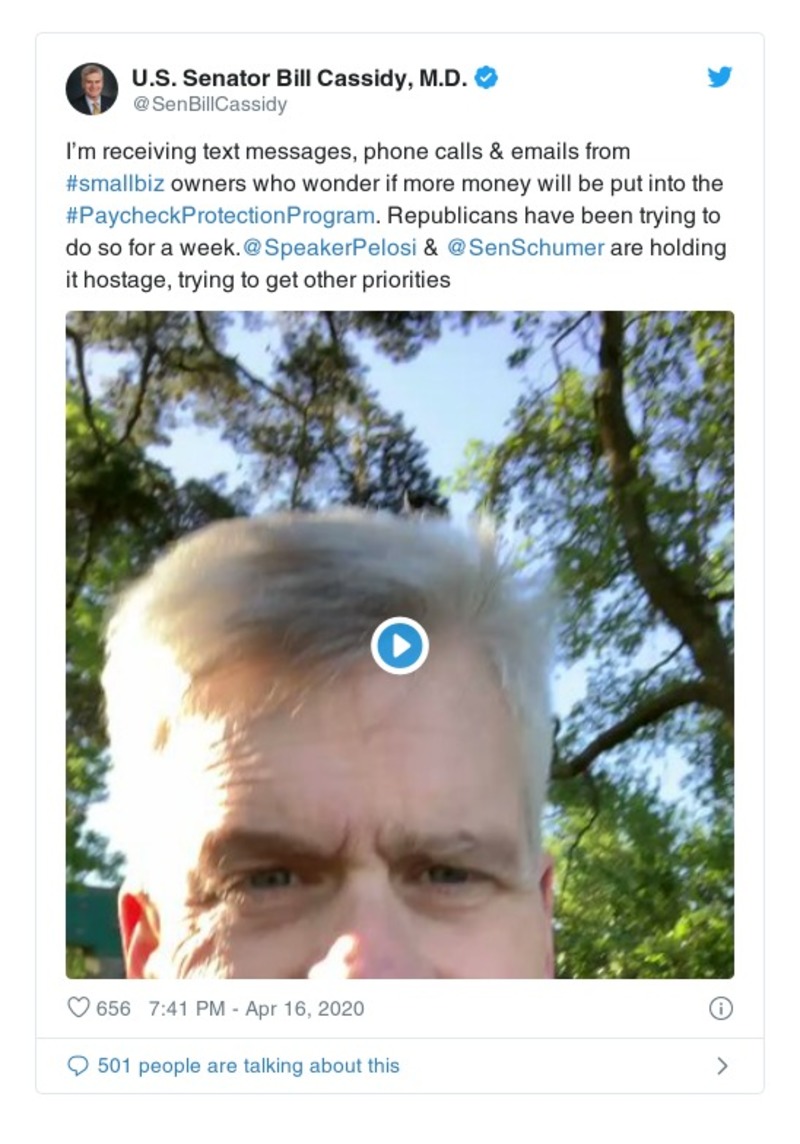 U.S. Senator Bill Cassidy, M.D.
@SenBillCassidy
I’m receiving text messages, phone calls & emails from
#smallbiz owners who wonder if more money will be put into the
#PaycheckProtectionProgram. Republicans have been trying to
do so for a week.@SpeakerPelosi & @SenSchumer are holding
it hostage, trying to get other priorities
656 7:41 PM - Apr 16, 2020
501 people are talking about this